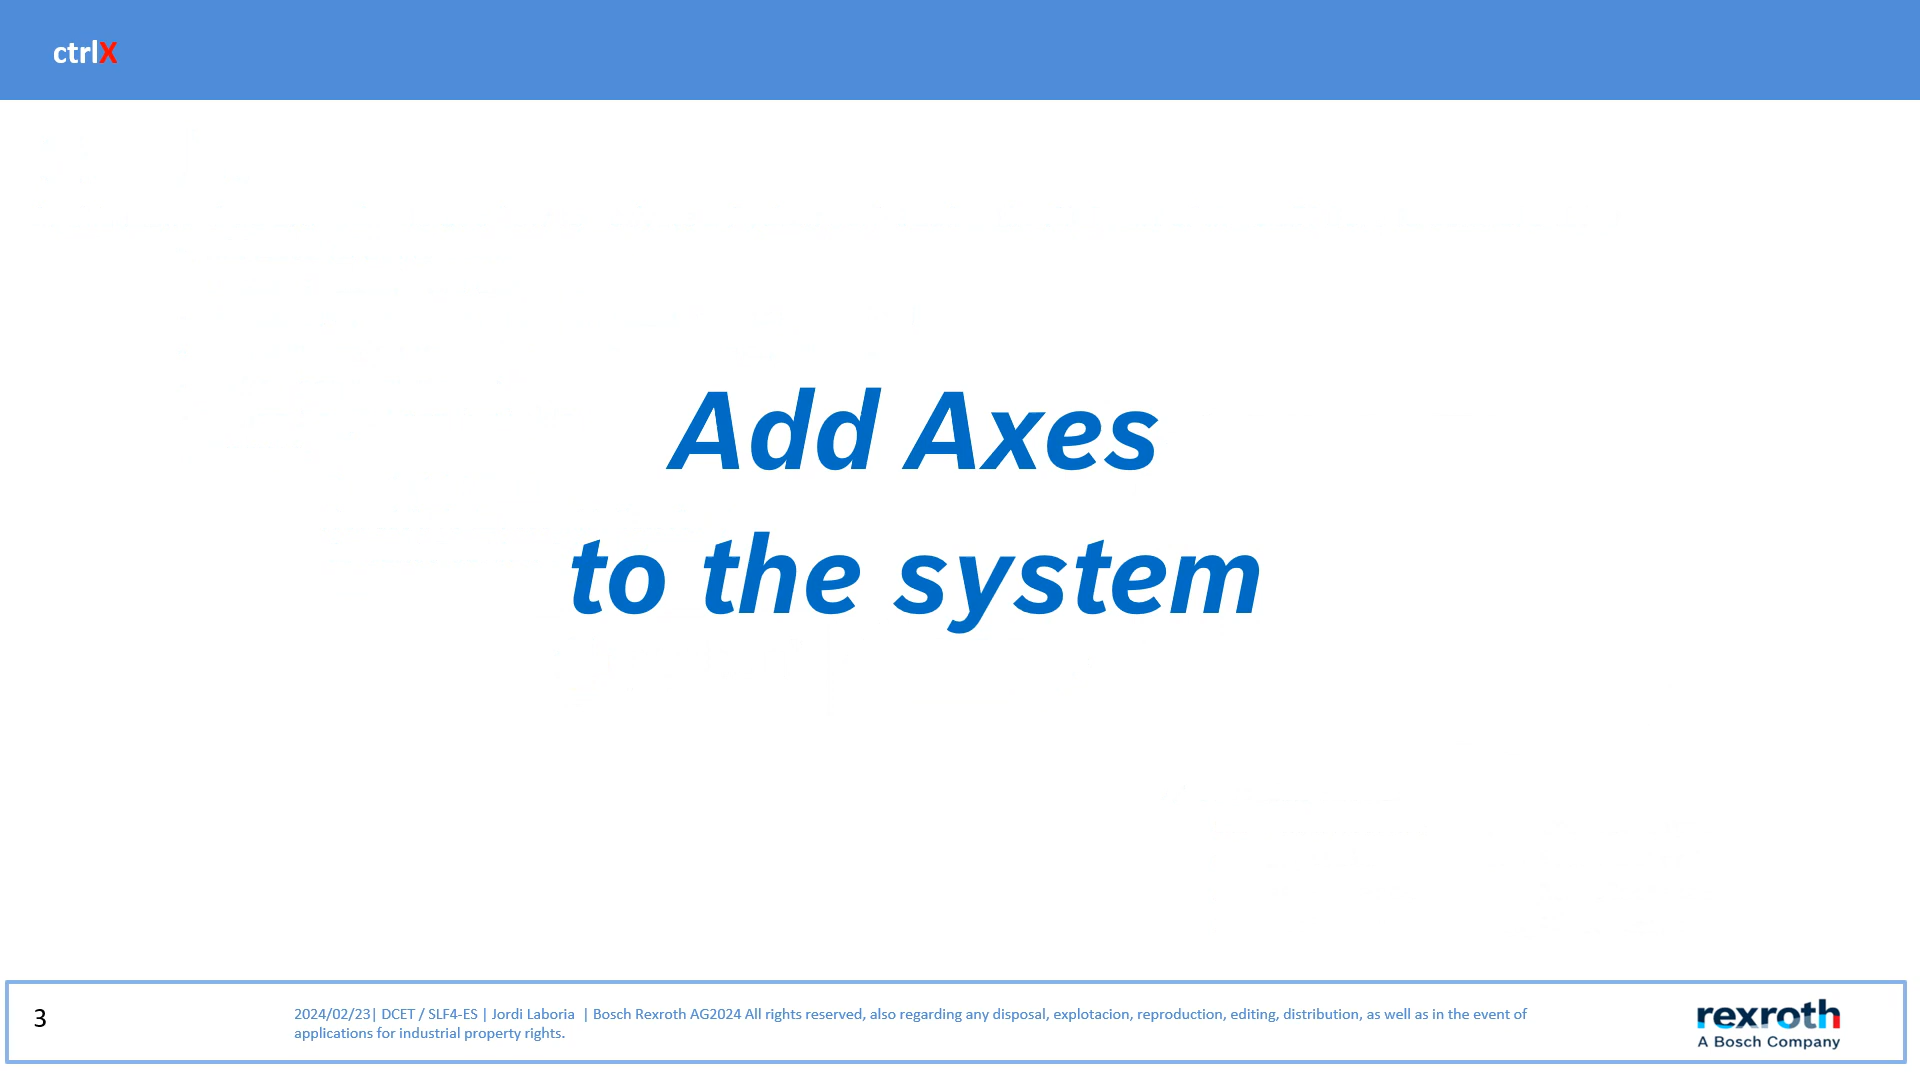 ctrlX
Add Axes
to the system
3
2024/02/23| DCET / SLF4-ES | Jordi Laboria  | Bosch Rexroth AG2024 All rights reserved, also regarding any disposal, explotacion, reproduction, editing, distribution, as well as in the event of
applications for industrial property rights.
rexroth
A Bosch Company